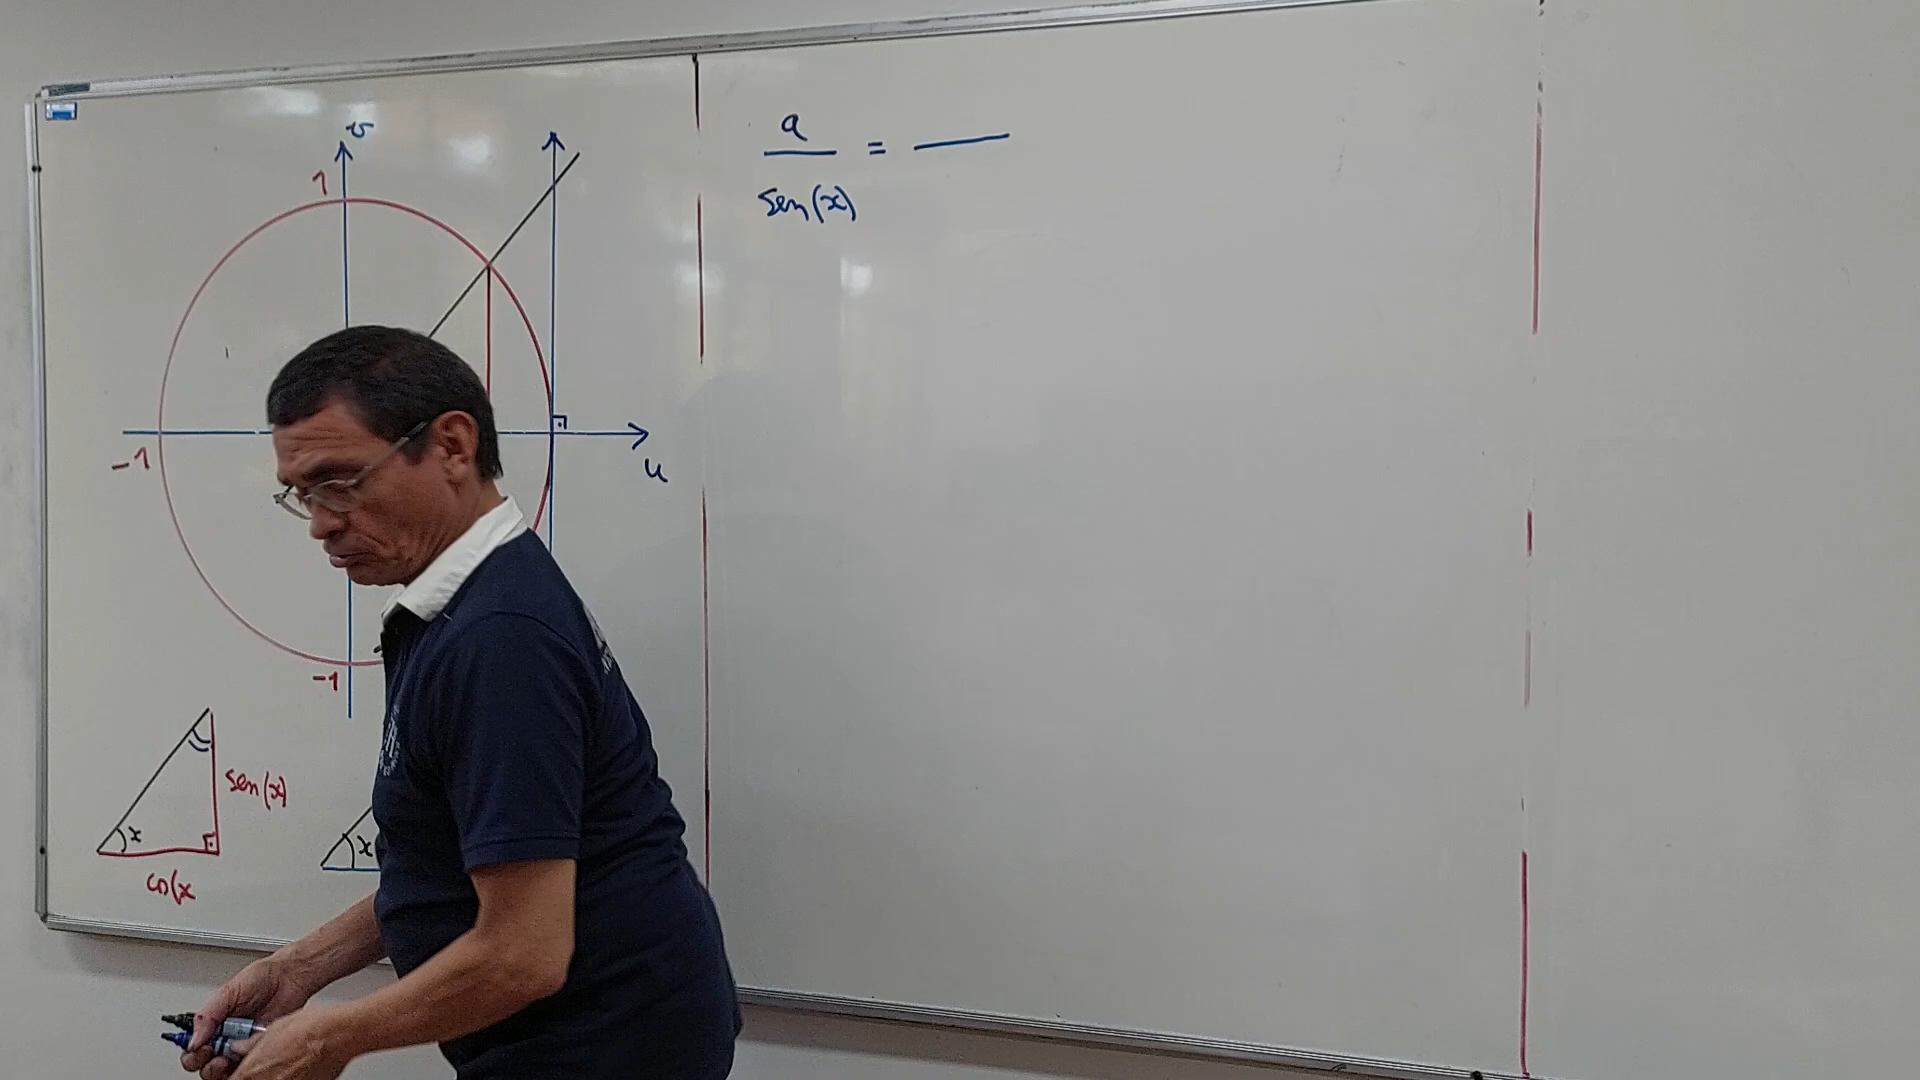 v
1
-1
u
-1
a
—— = ——
sen(x)
sen(x)
x
cos(x
x